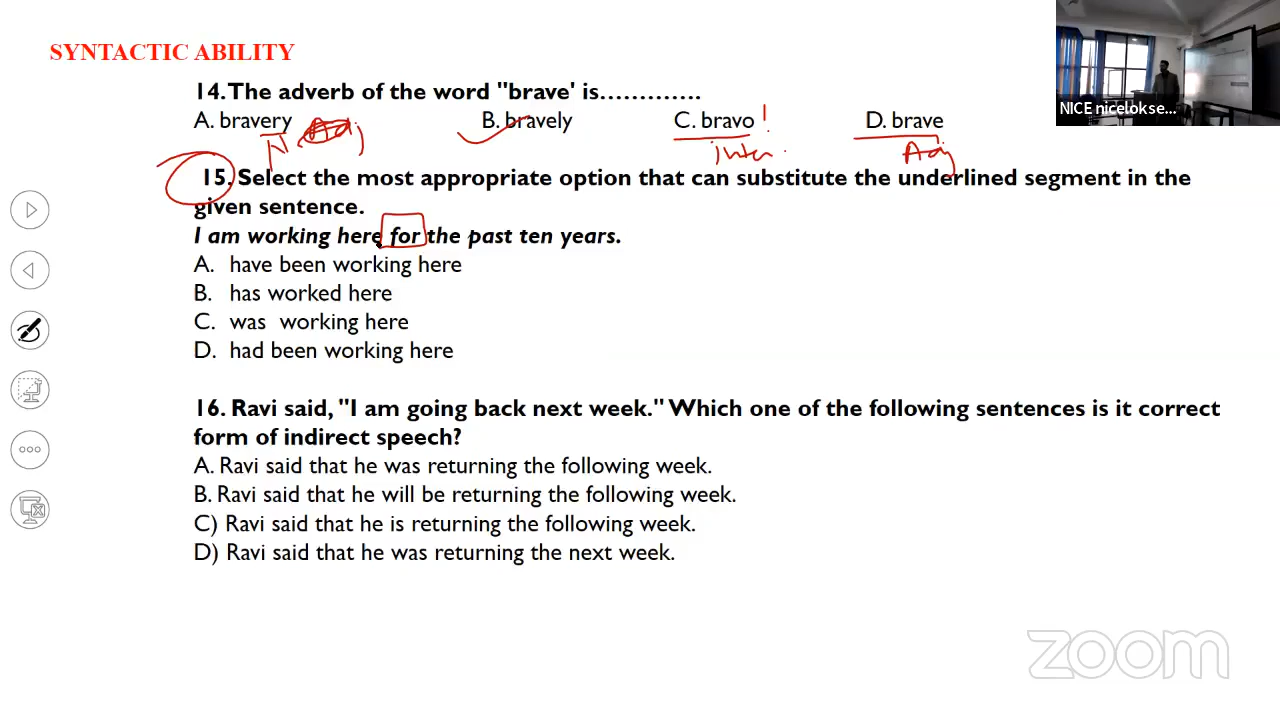 SYNTACTIC ABILITY
NICE nicelokse...
14.The adverb of the word "brave' is………….
A. bravery B. bravely C. bravo ! D. brave
N Adj Inter. Adj
15. Select the most appropriate option that can substitute the underlined segment in the
given sentence.
I am working here for the past ten years.
A. have been working here
B. has worked here
C. was working here
D. had been working here
16. Ravi said, "I am going back next week." Which one of the following sentences is it correct
form of indirect speech?
A. Ravi said that he was returning the following week.
B. Ravi said that he will be returning the following week.
C) Ravi said that he is returning the following week.
D) Ravi said that he was returning the next week.
zoom